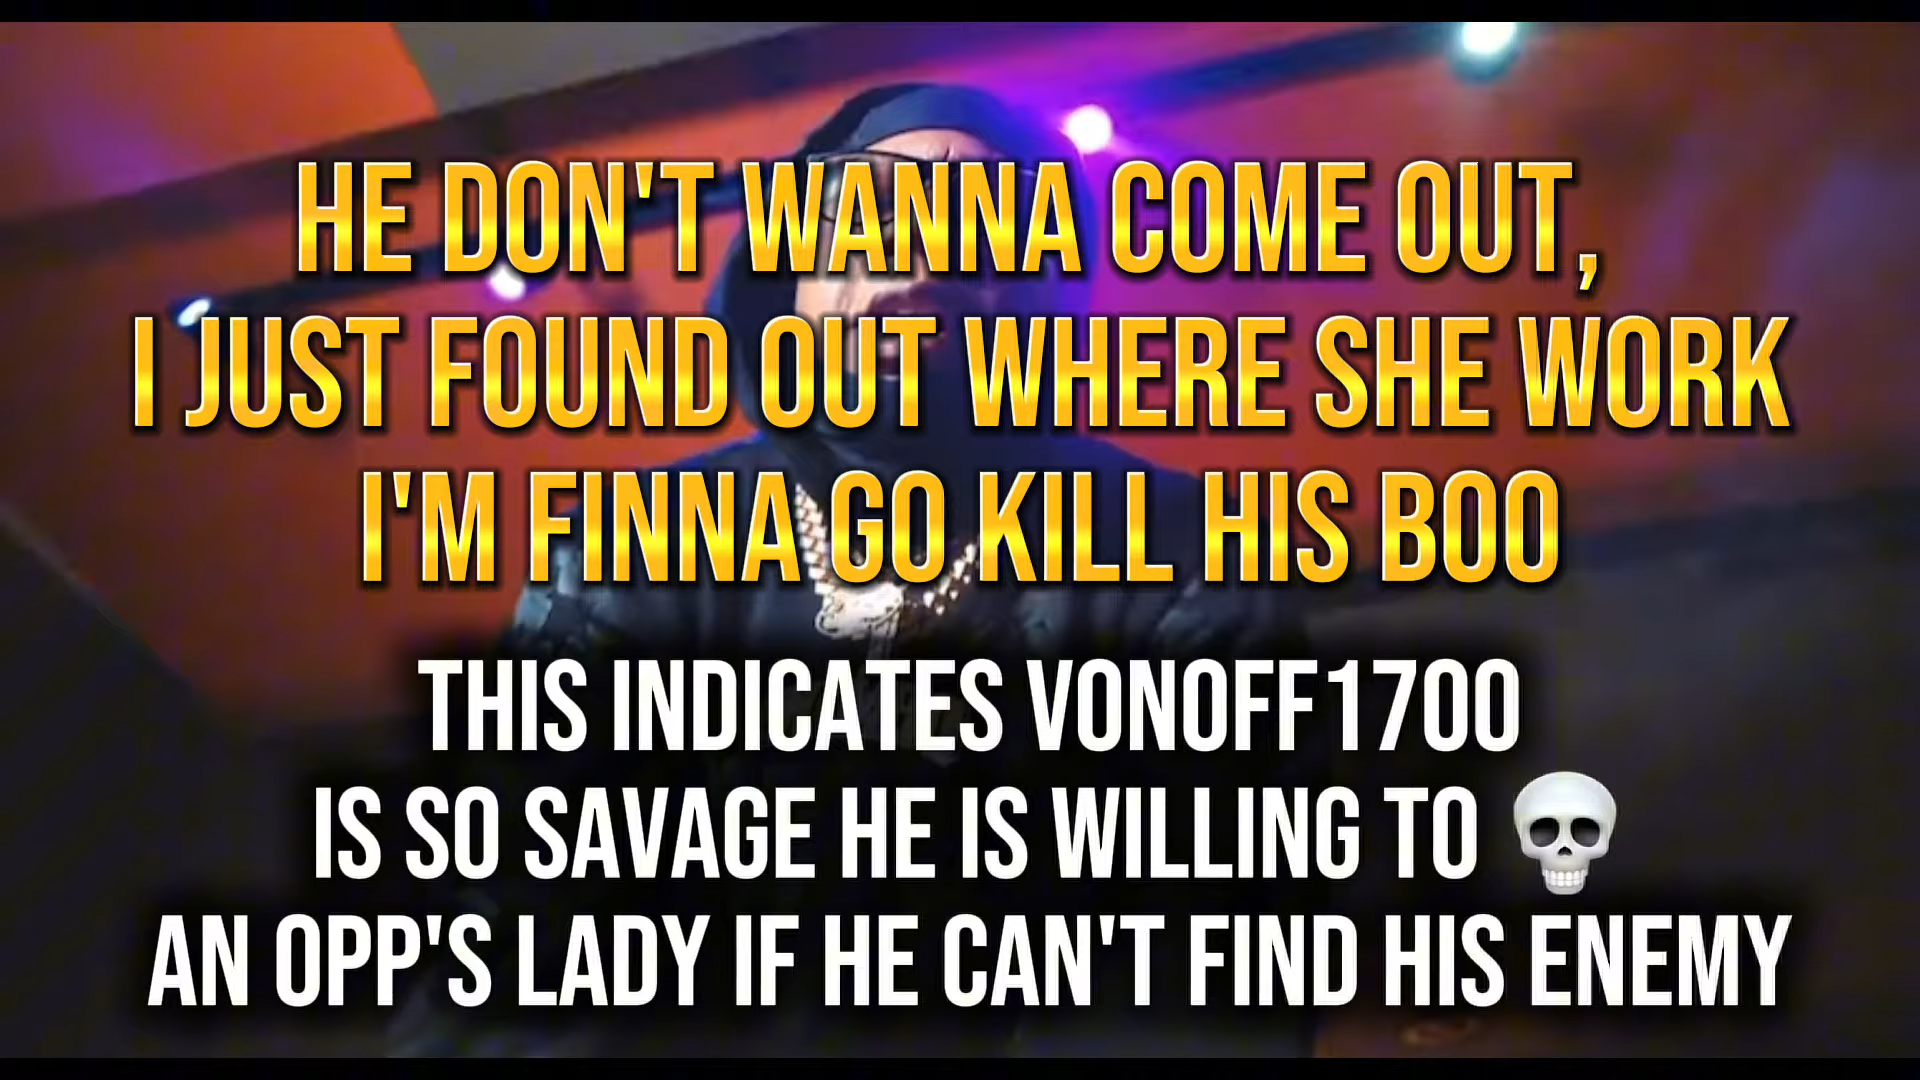 HE DON'T WANNA COME OUT,
I JUST FOUND OUT WHERE SHE WORK
I'M FINNA GO KILL HIS BOO
THIS INDICATES VONOFF1700
IS SO SAVAGE HE IS WILLING TO 💀
AN OPP'S LADY IF HE CAN'T FIND HIS ENEMY